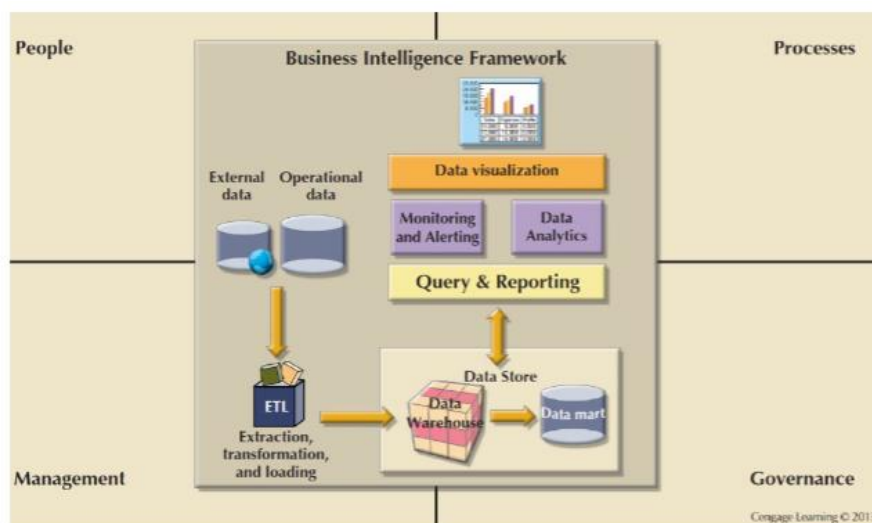 People
Processes
Business Intelligence Framework
Data visualization
External
data
Operational
data
Monitoring
and Alerting
Data
Analytics
Query & Reporting
Data Store
ETL
Data
Warehouse
Data mart
Extraction,
transformation,
and loading
Management
Governance
Cengage Learning ©